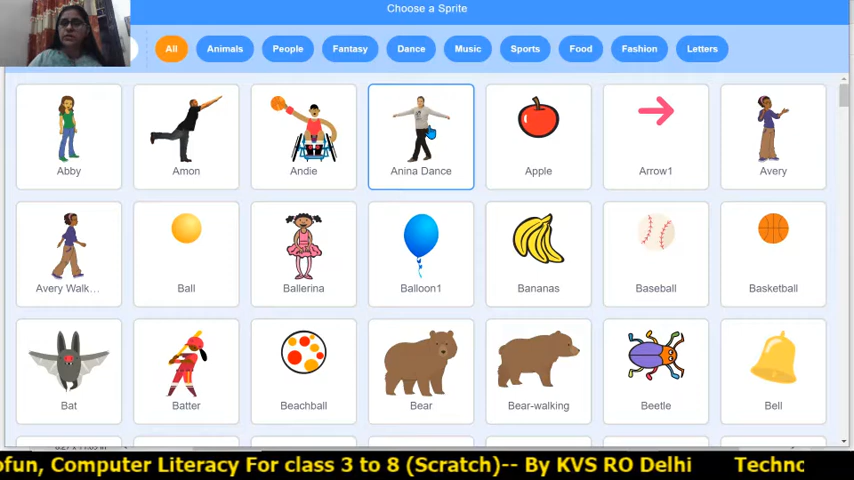 Choose a Sprite
All Animals People Fantasy Dance Music Sports Food Fashion Letters
Abby Amon Andie Anina Dance Apple Arrow1 Avery
Avery Walk... Ball Ballerina Balloon1 Bananas Baseball Basketball
Bat Batter Beachball Bear Bear-walking Beetle Bell
ofun, Computer Literacy For class 3 to 8 (Scratch)-- By KVS RO Delhi Techno